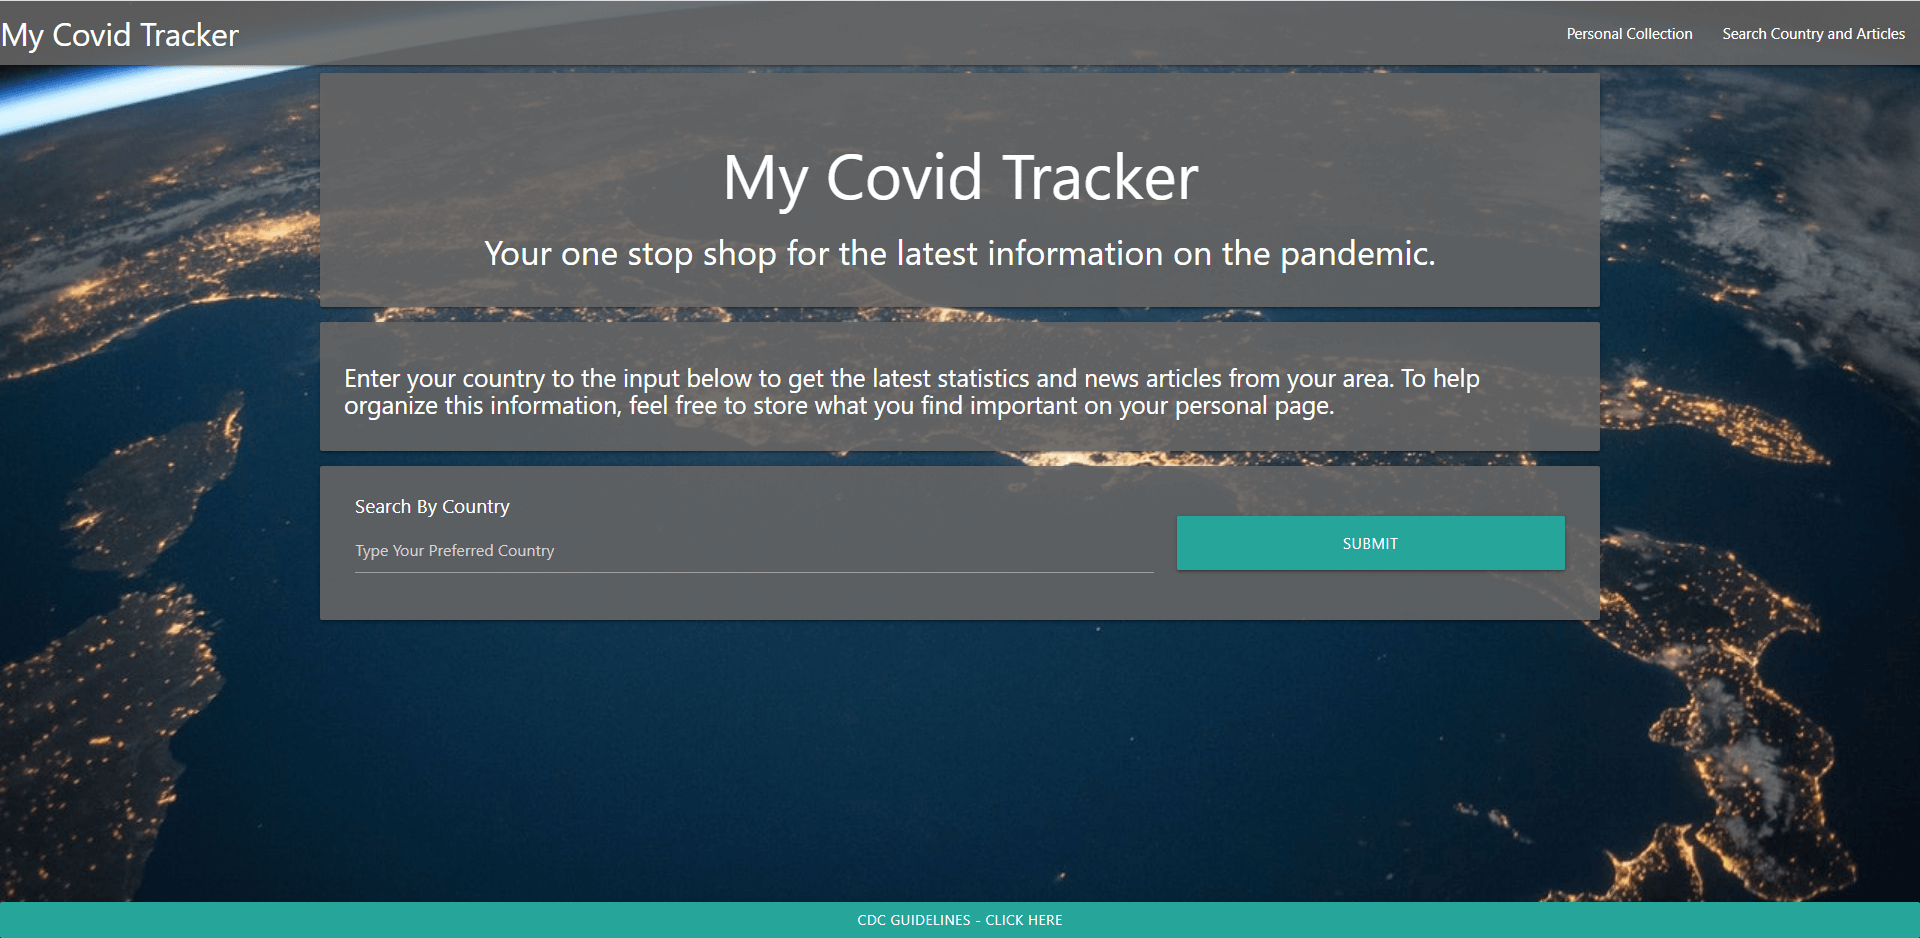 My Covid Tracker
Personal Collection
Search Country and Articles
My Covid Tracker
Your one stop shop for the latest information on the pandemic.
Enter your country to the input below to get the latest statistics and news articles from your area. To help
organize this information, feel free to store what you find important on your personal page.
Search By Country
Type Your Preferred Country
SUBMIT
CDC GUIDELINES - CLICK HERE